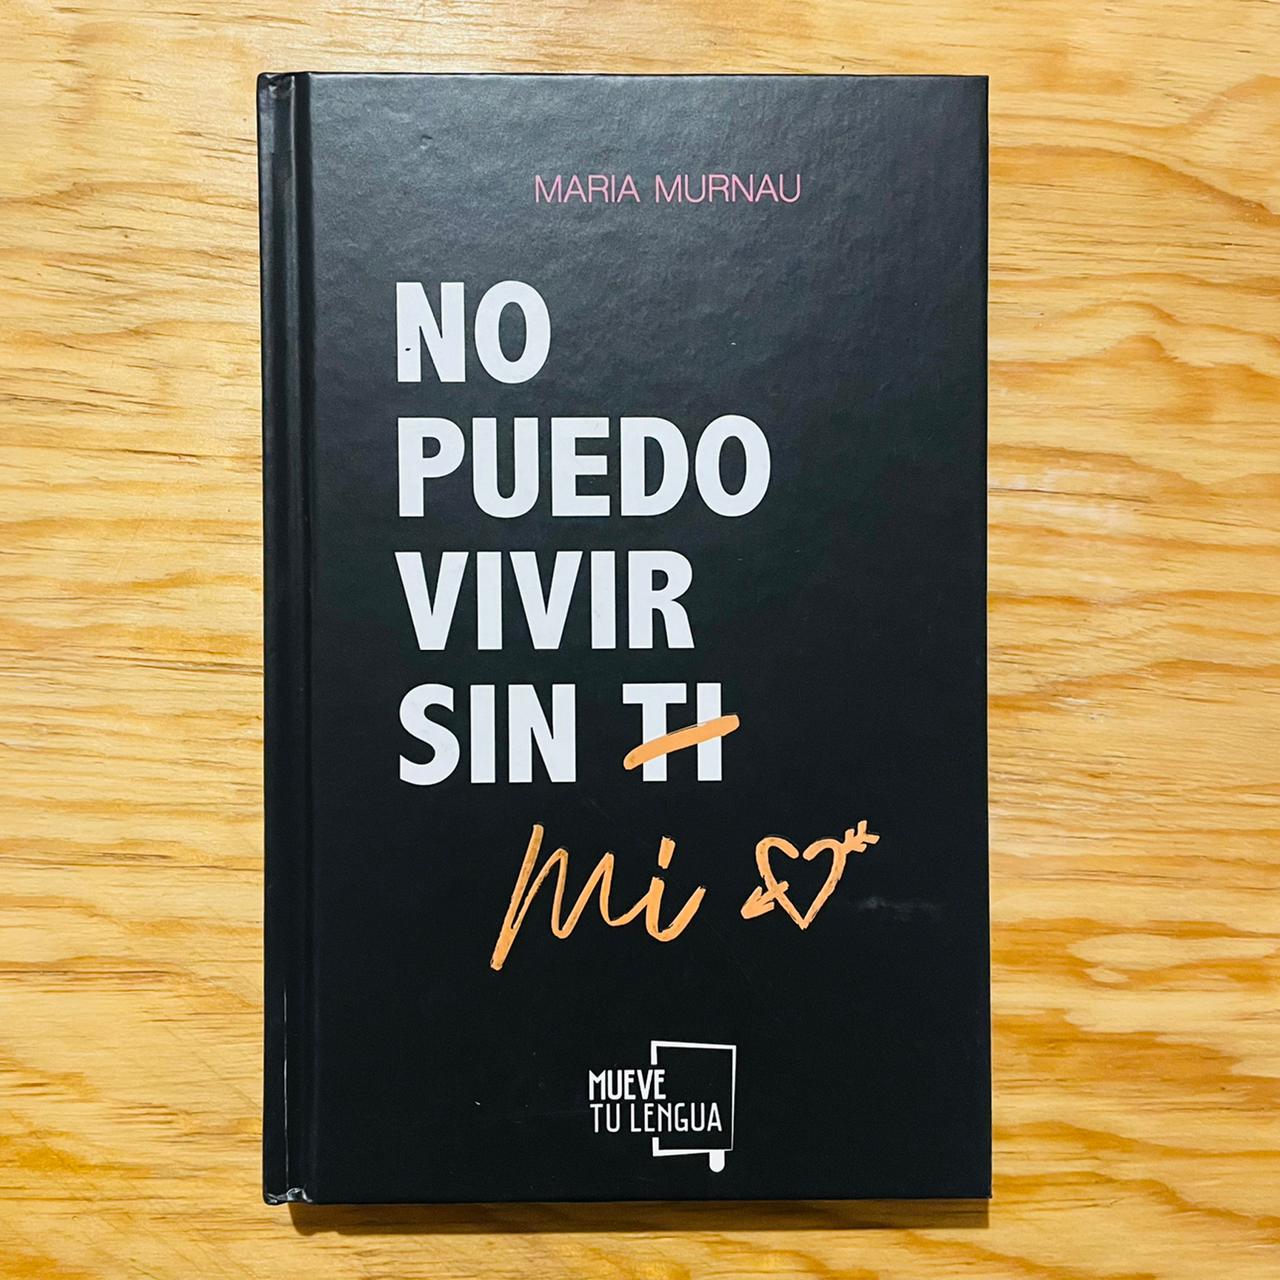 MARIA MURNAU
NO
PUEDO
VIVIR
SIN TI
mi
MUEVE
TU LENGUA